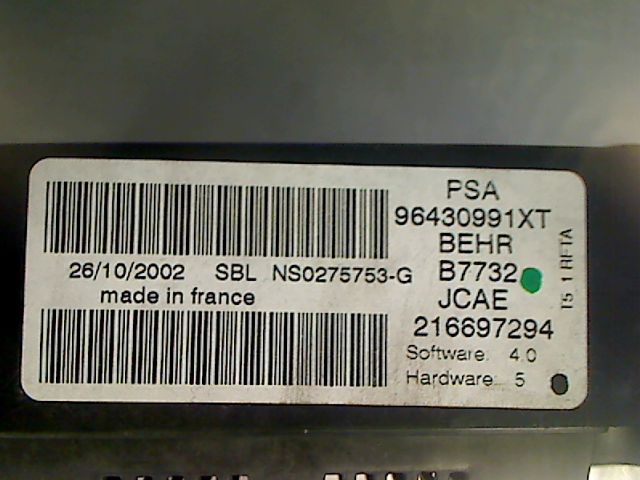 PSA
96430991XT
BEHR
26/10/2002 SBL NS0275753-G B7732
made in france JCAE
216697294
Software: 4.0
Hardware: 5